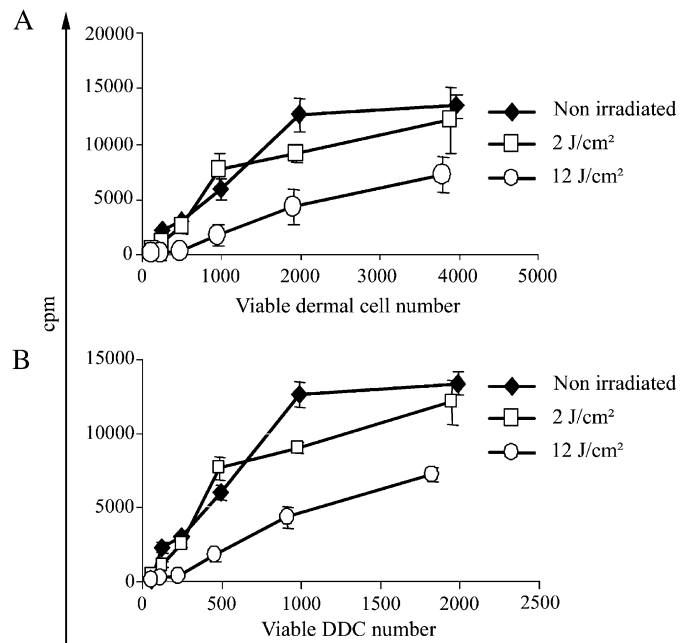 A
cpm
20000
15000
10000
5000
0
0 1000 2000 3000 4000 5000
Viable dermal cell number
Non irradiated
2 J/cm²
12 J/cm²
B
15000
10000
5000
0
0 500 1000 1500 2000 2500
Viable DDC number
Non irradiated
2 J/cm²
12 J/cm²